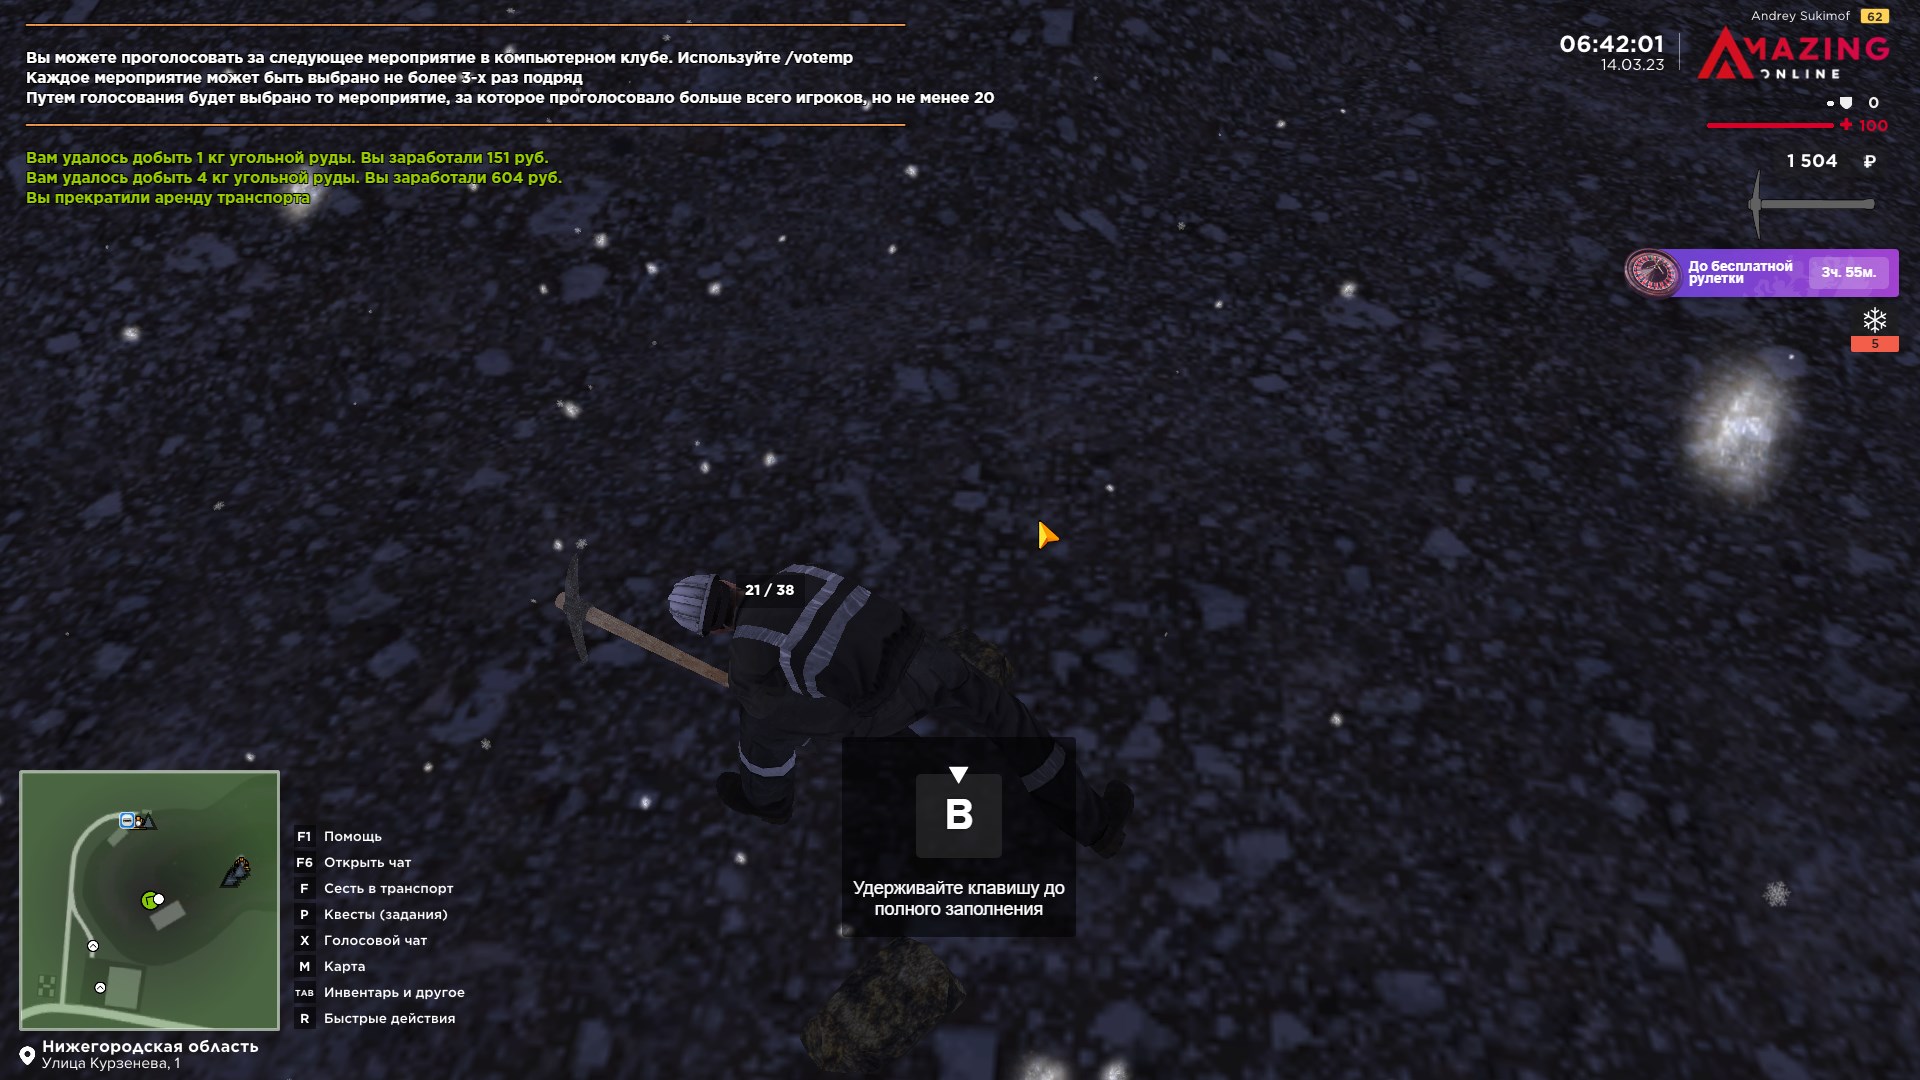 Andrey Sukimof 62
06:42:01
14.03.23
AMAZING
ONLINE
Вы можете проголосовать за следующее мероприятие в компьютерном клубе. Используйте /votemp
Каждое мероприятие может быть выбрано не более 3-х раз подряд
Путем голосования будет выбрано то мероприятие, за которое проголосовало больше всего игроков, но не менее 20
0
100
Вам удалось добыть 1 кг угольной руды. Вы заработали 151 руб.
Вам удалось добыть 4 кг угольной руды. Вы заработали 604 руб.
Вы прекратили аренду транспорта
1 504 ₽
До бесплатной
рулетки
3ч. 55м.
5
21 / 38
B
Удерживайте клавишу до
полного заполнения
F1 Помощь
F6 Открыть чат
F Сесть в транспорт
P Квесты (задания)
X Голосовой чат
M Карта
TAB Инвентарь и другое
R Быстрые действия
Нижегородская область
Улица Курзенева, 1